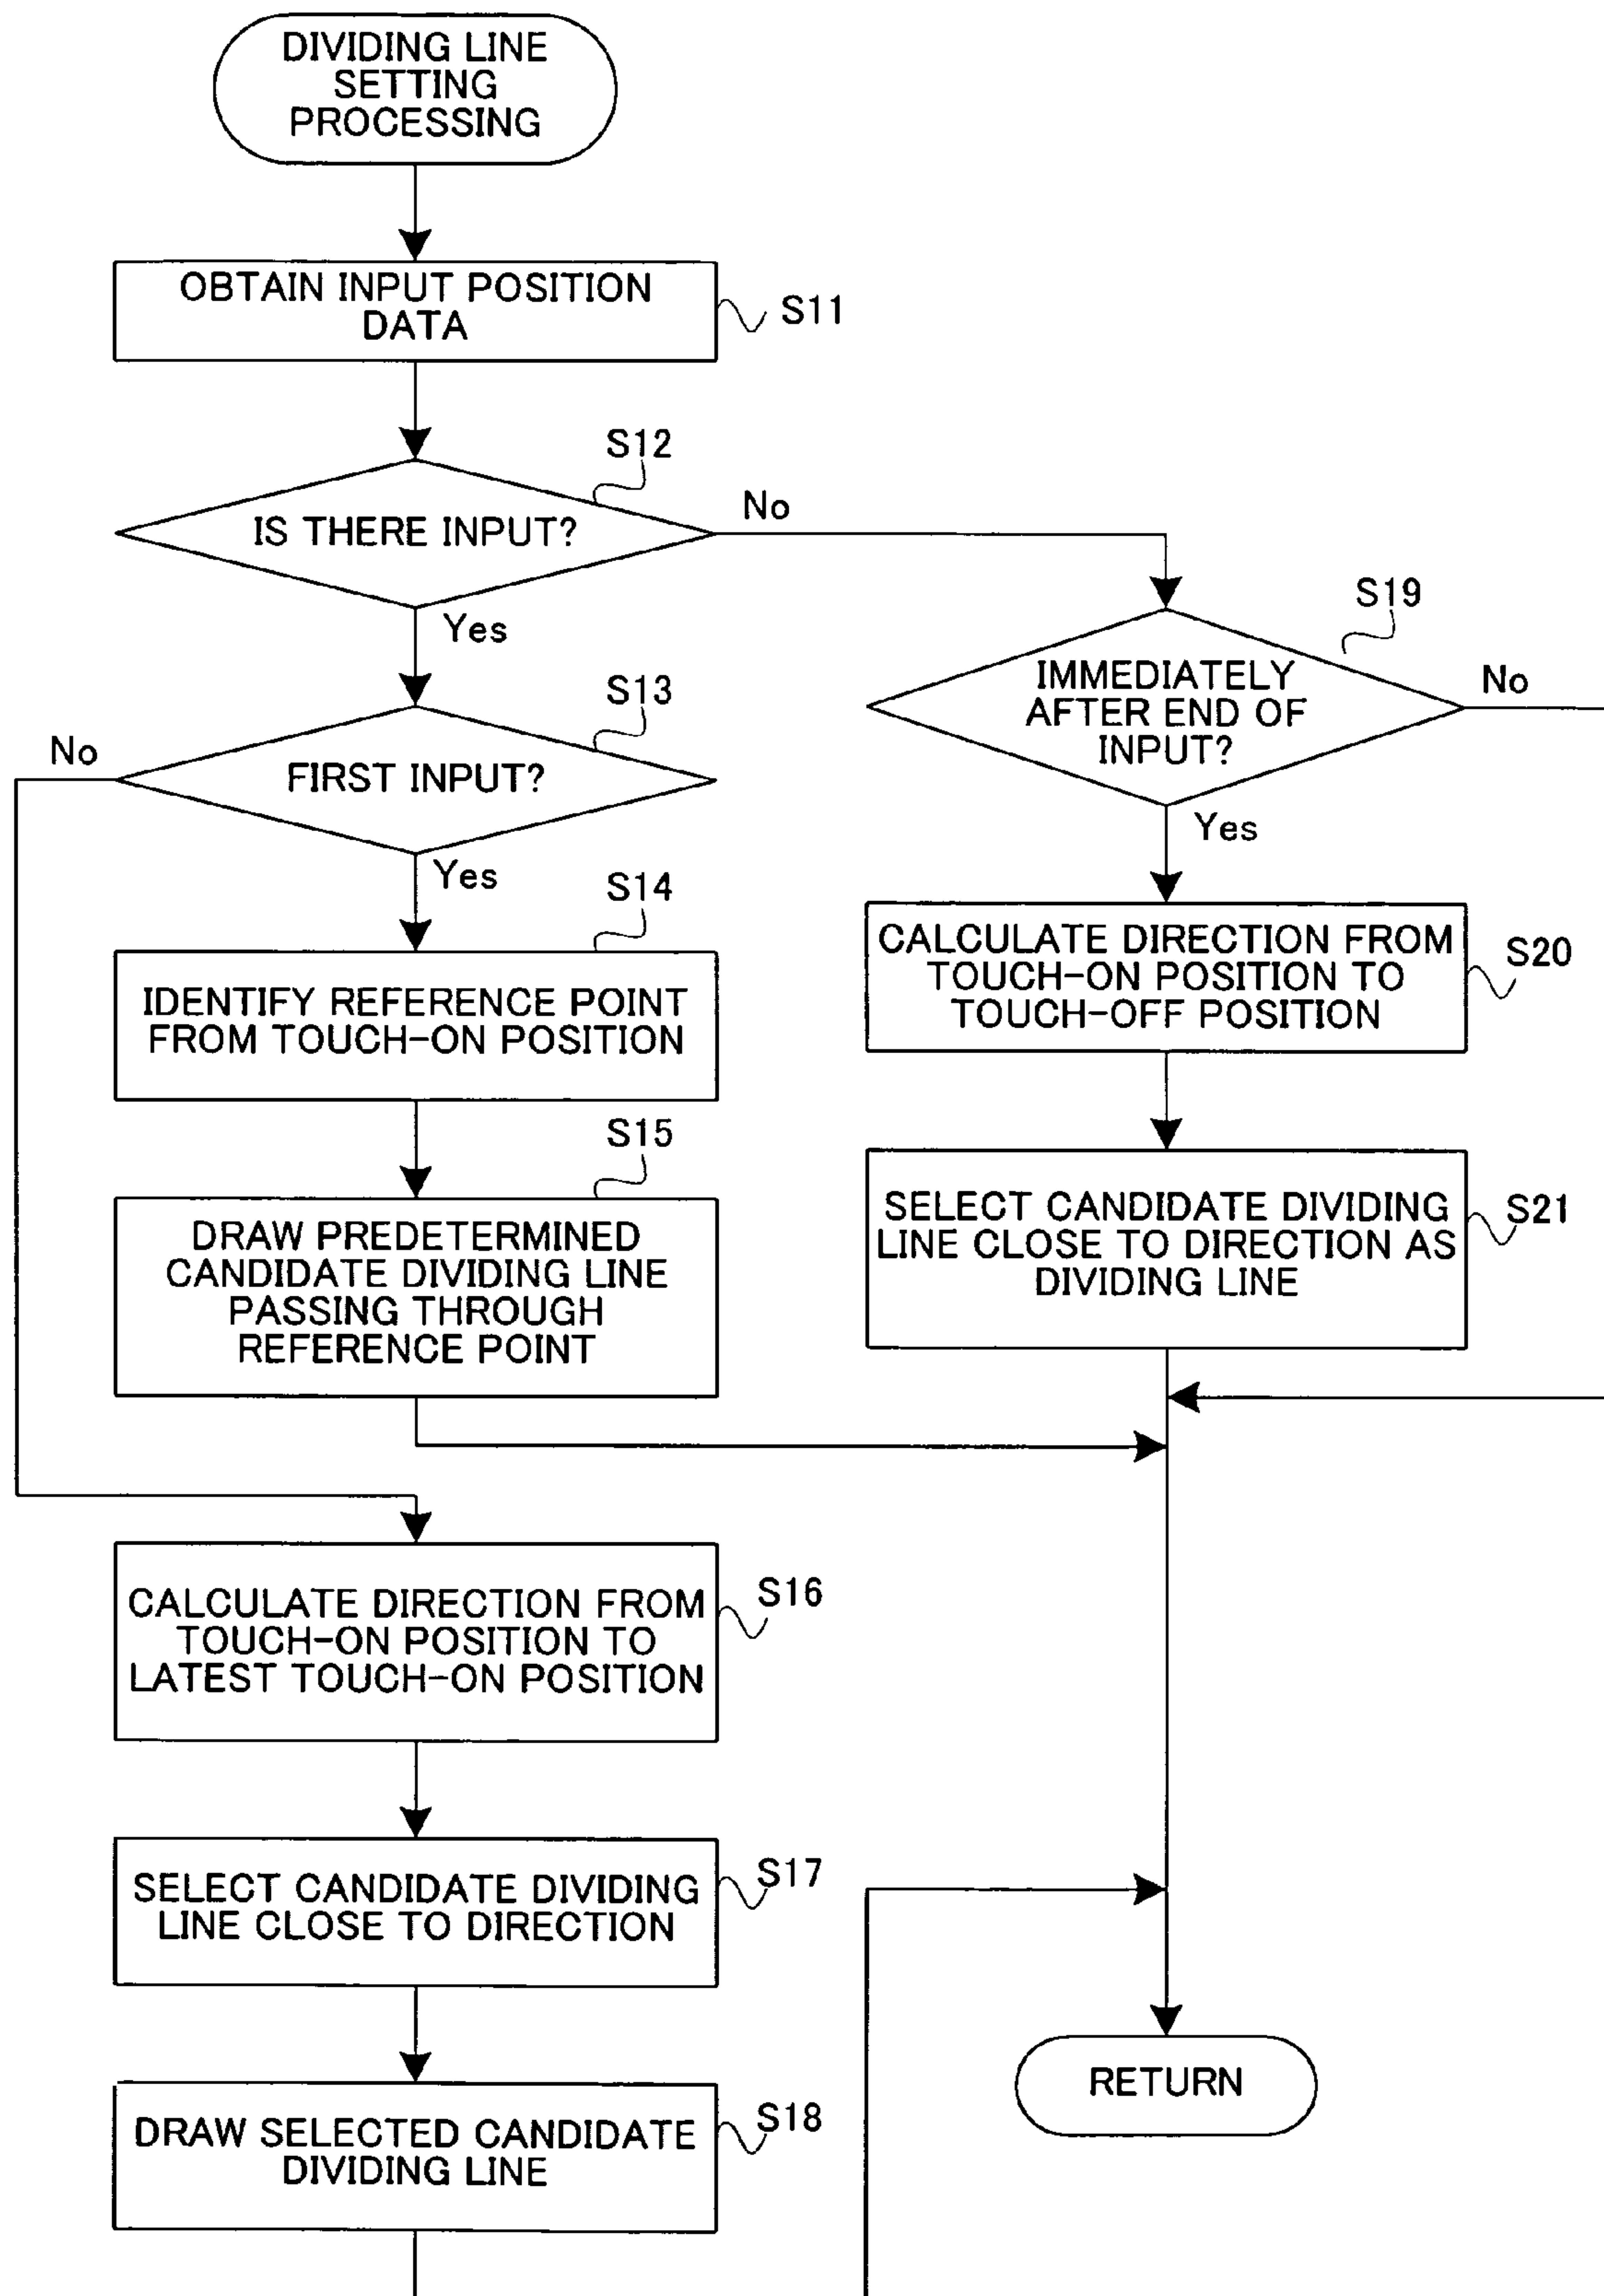 DIVIDING LINE
SETTING
PROCESSING
OBTAIN INPUT POSITION
DATA
S11
S12
IS THERE INPUT?
No
Yes
S13
FIRST INPUT?
No
Yes
S14
IDENTIFY REFERENCE POINT
FROM TOUCH-ON POSITION
S15
DRAW PREDETERMINED
CANDIDATE DIVIDING LINE
PASSING THROUGH
REFERENCE POINT
CALCULATE DIRECTION FROM
TOUCH-ON POSITION TO
LATEST TOUCH-ON POSITION
S16
SELECT CANDIDATE DIVIDING
LINE CLOSE TO DIRECTION
S17
DRAW SELECTED CANDIDATE
DIVIDING LINE
S18
S19
IMMEDIATELY
AFTER END OF
INPUT?
No
Yes
CALCULATE DIRECTION FROM
TOUCH-ON POSITION TO
TOUCH-OFF POSITION
S20
SELECT CANDIDATE DIVIDING
LINE CLOSE TO DIRECTION AS
DIVIDING LINE
S21
RETURN